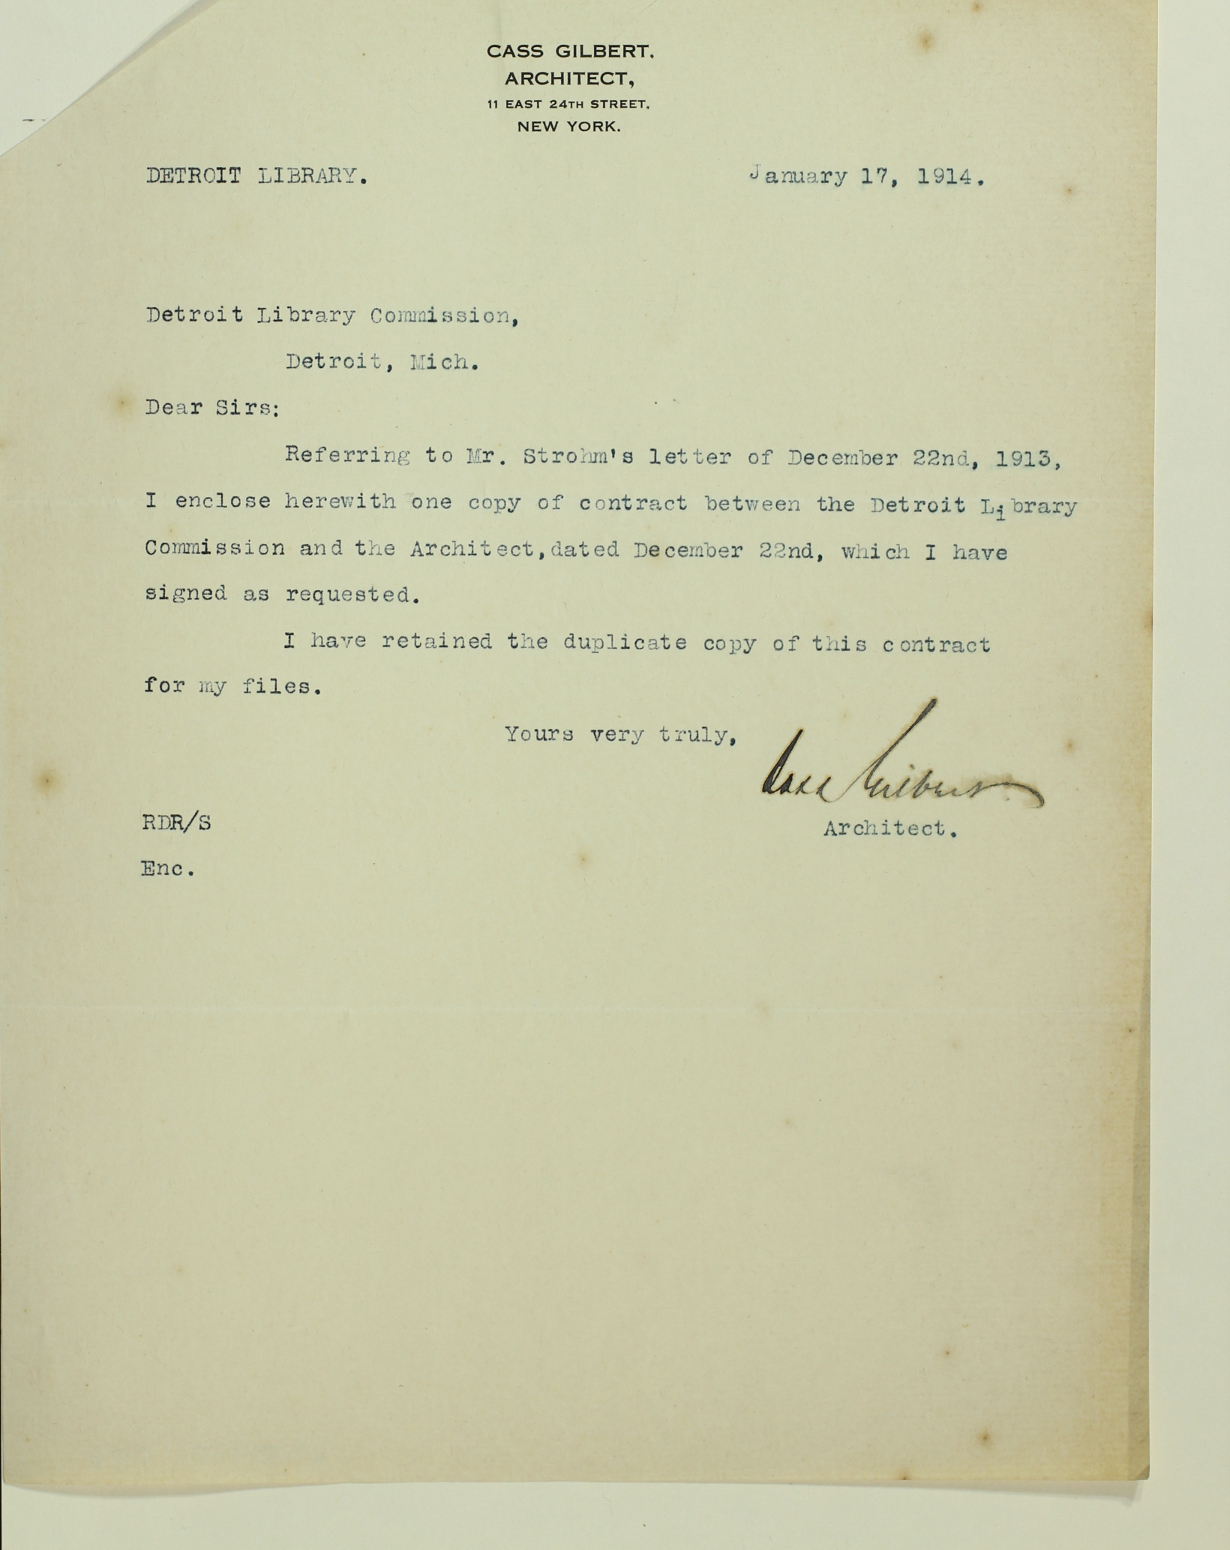 CASS GILBERT.
ARCHITECT,
11 EAST 24TH STREET.
NEW YORK.
DETROIT LIBRARY. January 17, 1914.
Detroit Library Commission,
Detroit, Mich.
Dear Sirs:
Referring to Mr. Strohm's letter of December 22nd, 1913,
I enclose herewith one copy of contract between the Detroit Library
Commission and the Architect,dated December 22nd, which I have
signed as requested.
I have retained the duplicate copy of this contract
for my files.
Yours very truly,
Cass Gilbert
Architect.
RDR/S
Enc.